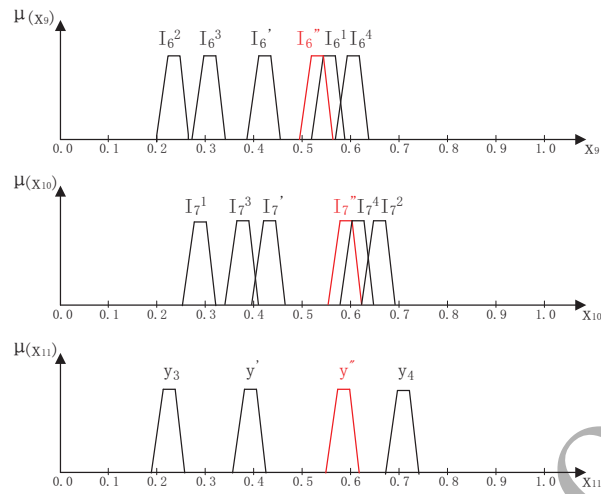 μ(x₉)
I₆² I₆³ I₆' I₆" I₆¹ I₆⁴
0.0 0.1 0.2 0.3 0.4 0.5 0.6 0.7 0.8 0.9 1.0 x₉
μ(x₁₀)
I₇¹ I₇³ I₇' I₇" I₇⁴ I₇²
0.0 0.1 0.2 0.3 0.4 0.5 0.6 0.7 0.8 0.9 1.0 x₁₀
μ(x₁₁)
y₃ y' y" y₄
0.0 0.1 0.2 0.3 0.4 0.5 0.6 0.7 0.8 0.9 1.0 x₁₁